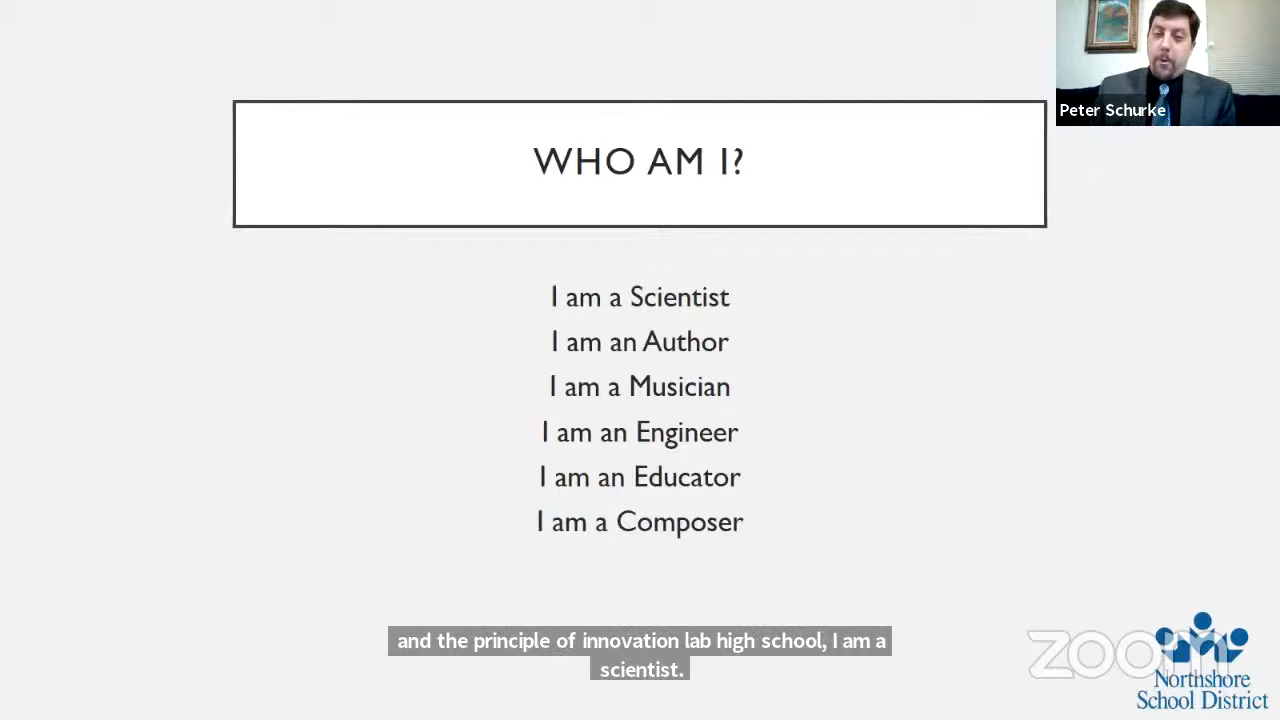 Peter Schurke
WHO AM I?
I am a Scientist
I am an Author
I am a Musician
I am an Engineer
I am an Educator
I am a Composer
and the principle of innovation lab high school, I am a
scientist.
zoom
Northshore
School District